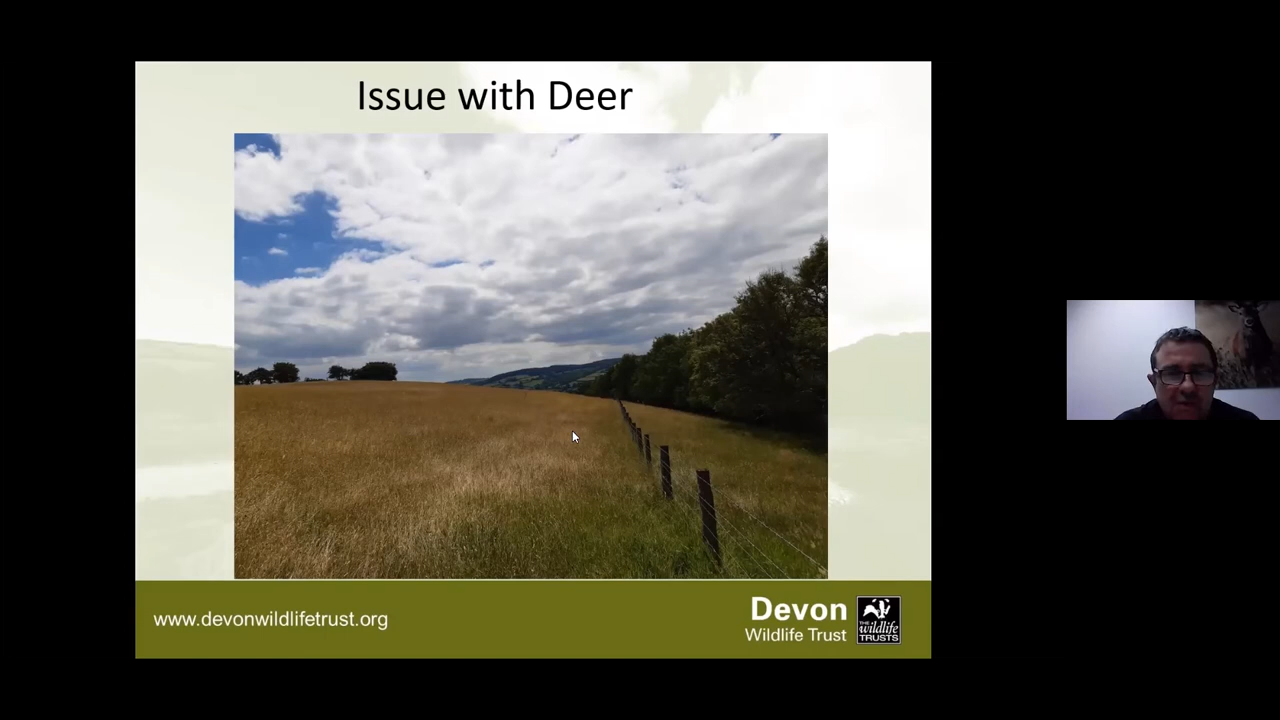 Issue with Deer
www.devonwildlifetrust.org
Devon
Wildlife Trust
THE
wildlife
TRUSTS